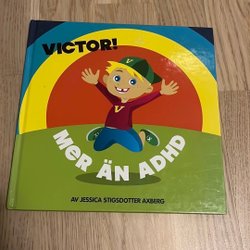 VICTOR!
V
V
MER ÄN ADHD
AV JESSICA STIGSDOTTER AXBERG